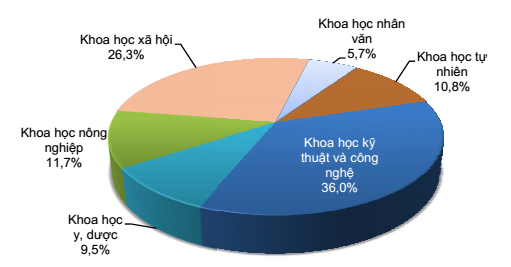 Khoa học nhân
văn
5,7%
Khoa học tự
nhiên
10,8%
Khoa học kỹ
thuật và công
nghệ
36,0%
Khoa học
y, dược
9,5%
Khoa học nông
nghiệp
11,7%
Khoa học xã hội
26,3%